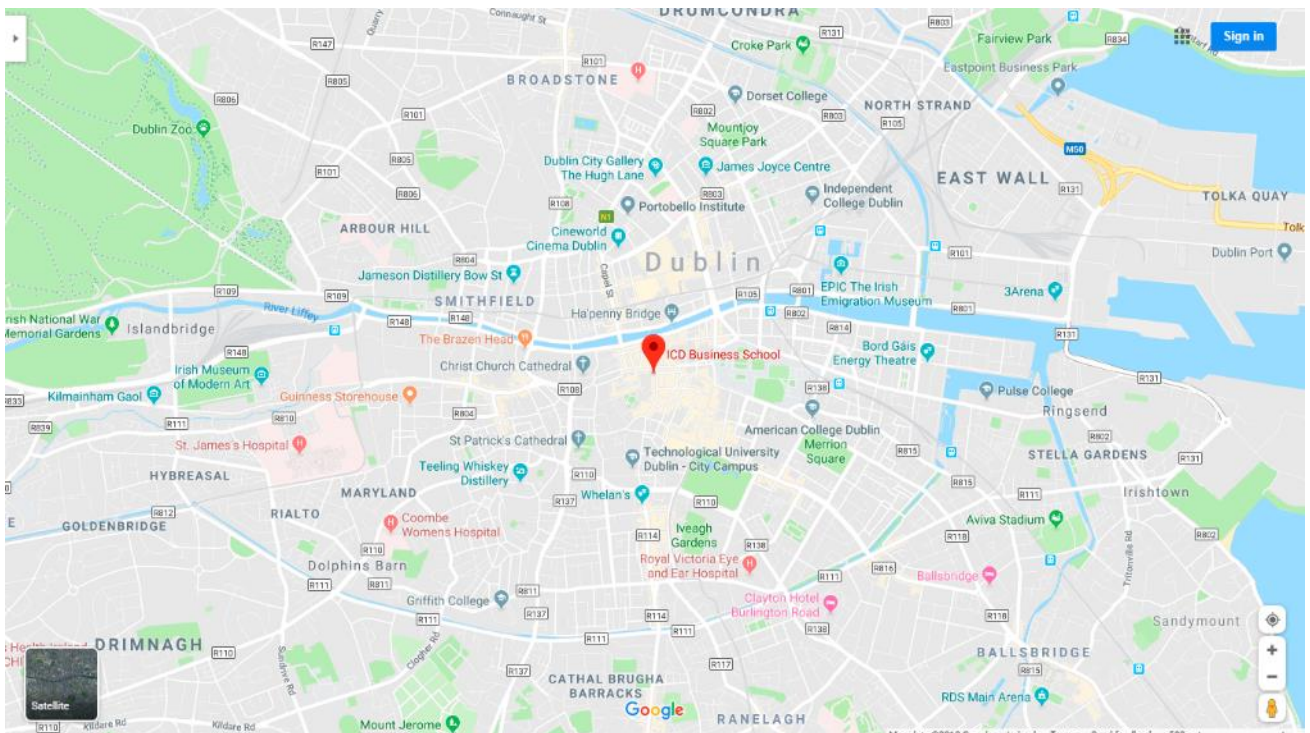 Connaught St
DRUMCONDRA
R803
R147
Quarry
R131
Croke Park
Fairview Park
R834
Sign in
R101
BROADSTONE
R805
Eastpoint Business Park
R806
Dorset College
NORTH STRAND
R802
R803
R105
R101
Dublin Zoo
Mountjoy
Square Park
M50
R805
Dublin City Gallery
The Hugh Lane
James Joyce Centre
R101
R806
EAST WALL
R131
R803
Independent
College Dublin
TOLKA QUAY
R108
Portobello Institute
N1
ARBOUR HILL
Cineworld
Cinema Dublin
Dublin
Dublin Port
R101
R804
Jameson Distillery Bow St
Capel St
EPIC The Irish
Emigration Museum
3Arena
R109
R109
SMITHFIELD
R105
R801
R801
River Liffey
Ha'penny Bridge
R802
R148
R148
R814
Memorial Gardens
Islandbridge
The Brazen Head
R131
Bord Gáis
Energy Theatre
R148
ICD Business School
Christ Church Cathedral
Irish Museum
of Modern Art
R131
Kilmainham Gaol
R108
R138
Pulse College
Guinness Storehouse
R111
R810
R804
Ringsend
R839
American College Dublin
R802
St. James's Hospital
St Patrick's Cathedral
Merrion
Square
R815
STELLA GARDENS
R131
Technological University
Dublin - City Campus
HYBREASAL
Teeling Whiskey
Distillery
R110
R815
MARYLAND
R137
Whelan's
R110
R111
Irishtown
RIALTO
R812
GOLDENBRIDGE
Coombe
Womens Hospital
Iveagh
Gardens
R114
R138
Aviva Stadium
R118
R802
R110
Dolphins Barn
Royal Victoria Eye
and Ear Hospital
R111
R816
Ballsbridge
Tritonville Rd
R111
R811
R811
Griffith College
Clayton Hotel
Burlington Road
R137
R114
R118
R111
R111
R111
R138
Sandymount
DRIMNAGH
R110
Clogher Rd
Sundrive Rd
BALLSBRIDGE
R117
R137
R815
CATHAL BRUGHA
BARRACKS
RDS Main Arena
Satellite
Google
RANELAGH
R110
Kildare Rd
Kildare Rd
Mount Jerome